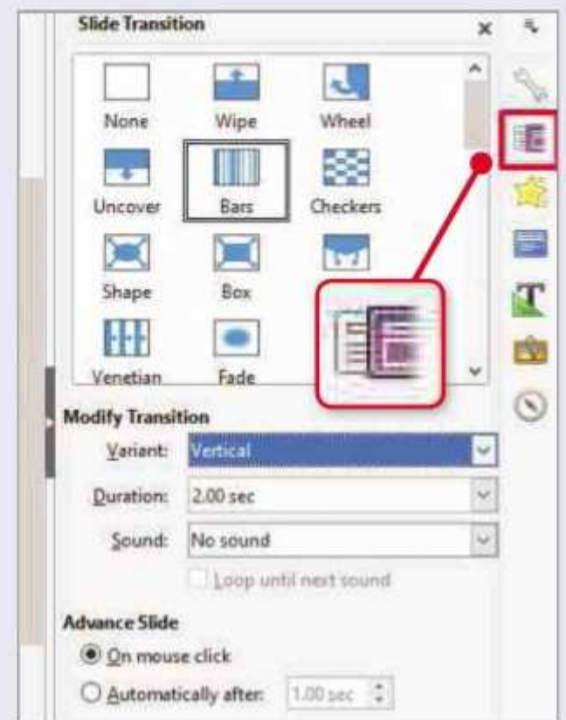 Slide Transition
None Wipe Wheel
Uncover Bars Checkers
Shape Box
Venetian Fade
Modify Transition
Variant: Vertical
Duration: 2.00 sec
Sound: No sound
Loop until next sound
Advance Slide
On mouse click
Automatically after: 1.00 sec